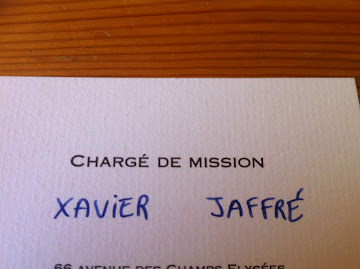 CHARGÉ DE MISSION
XAViER JAFFRÉ
66 AVENUE DES CHAMPS ELYSÉES